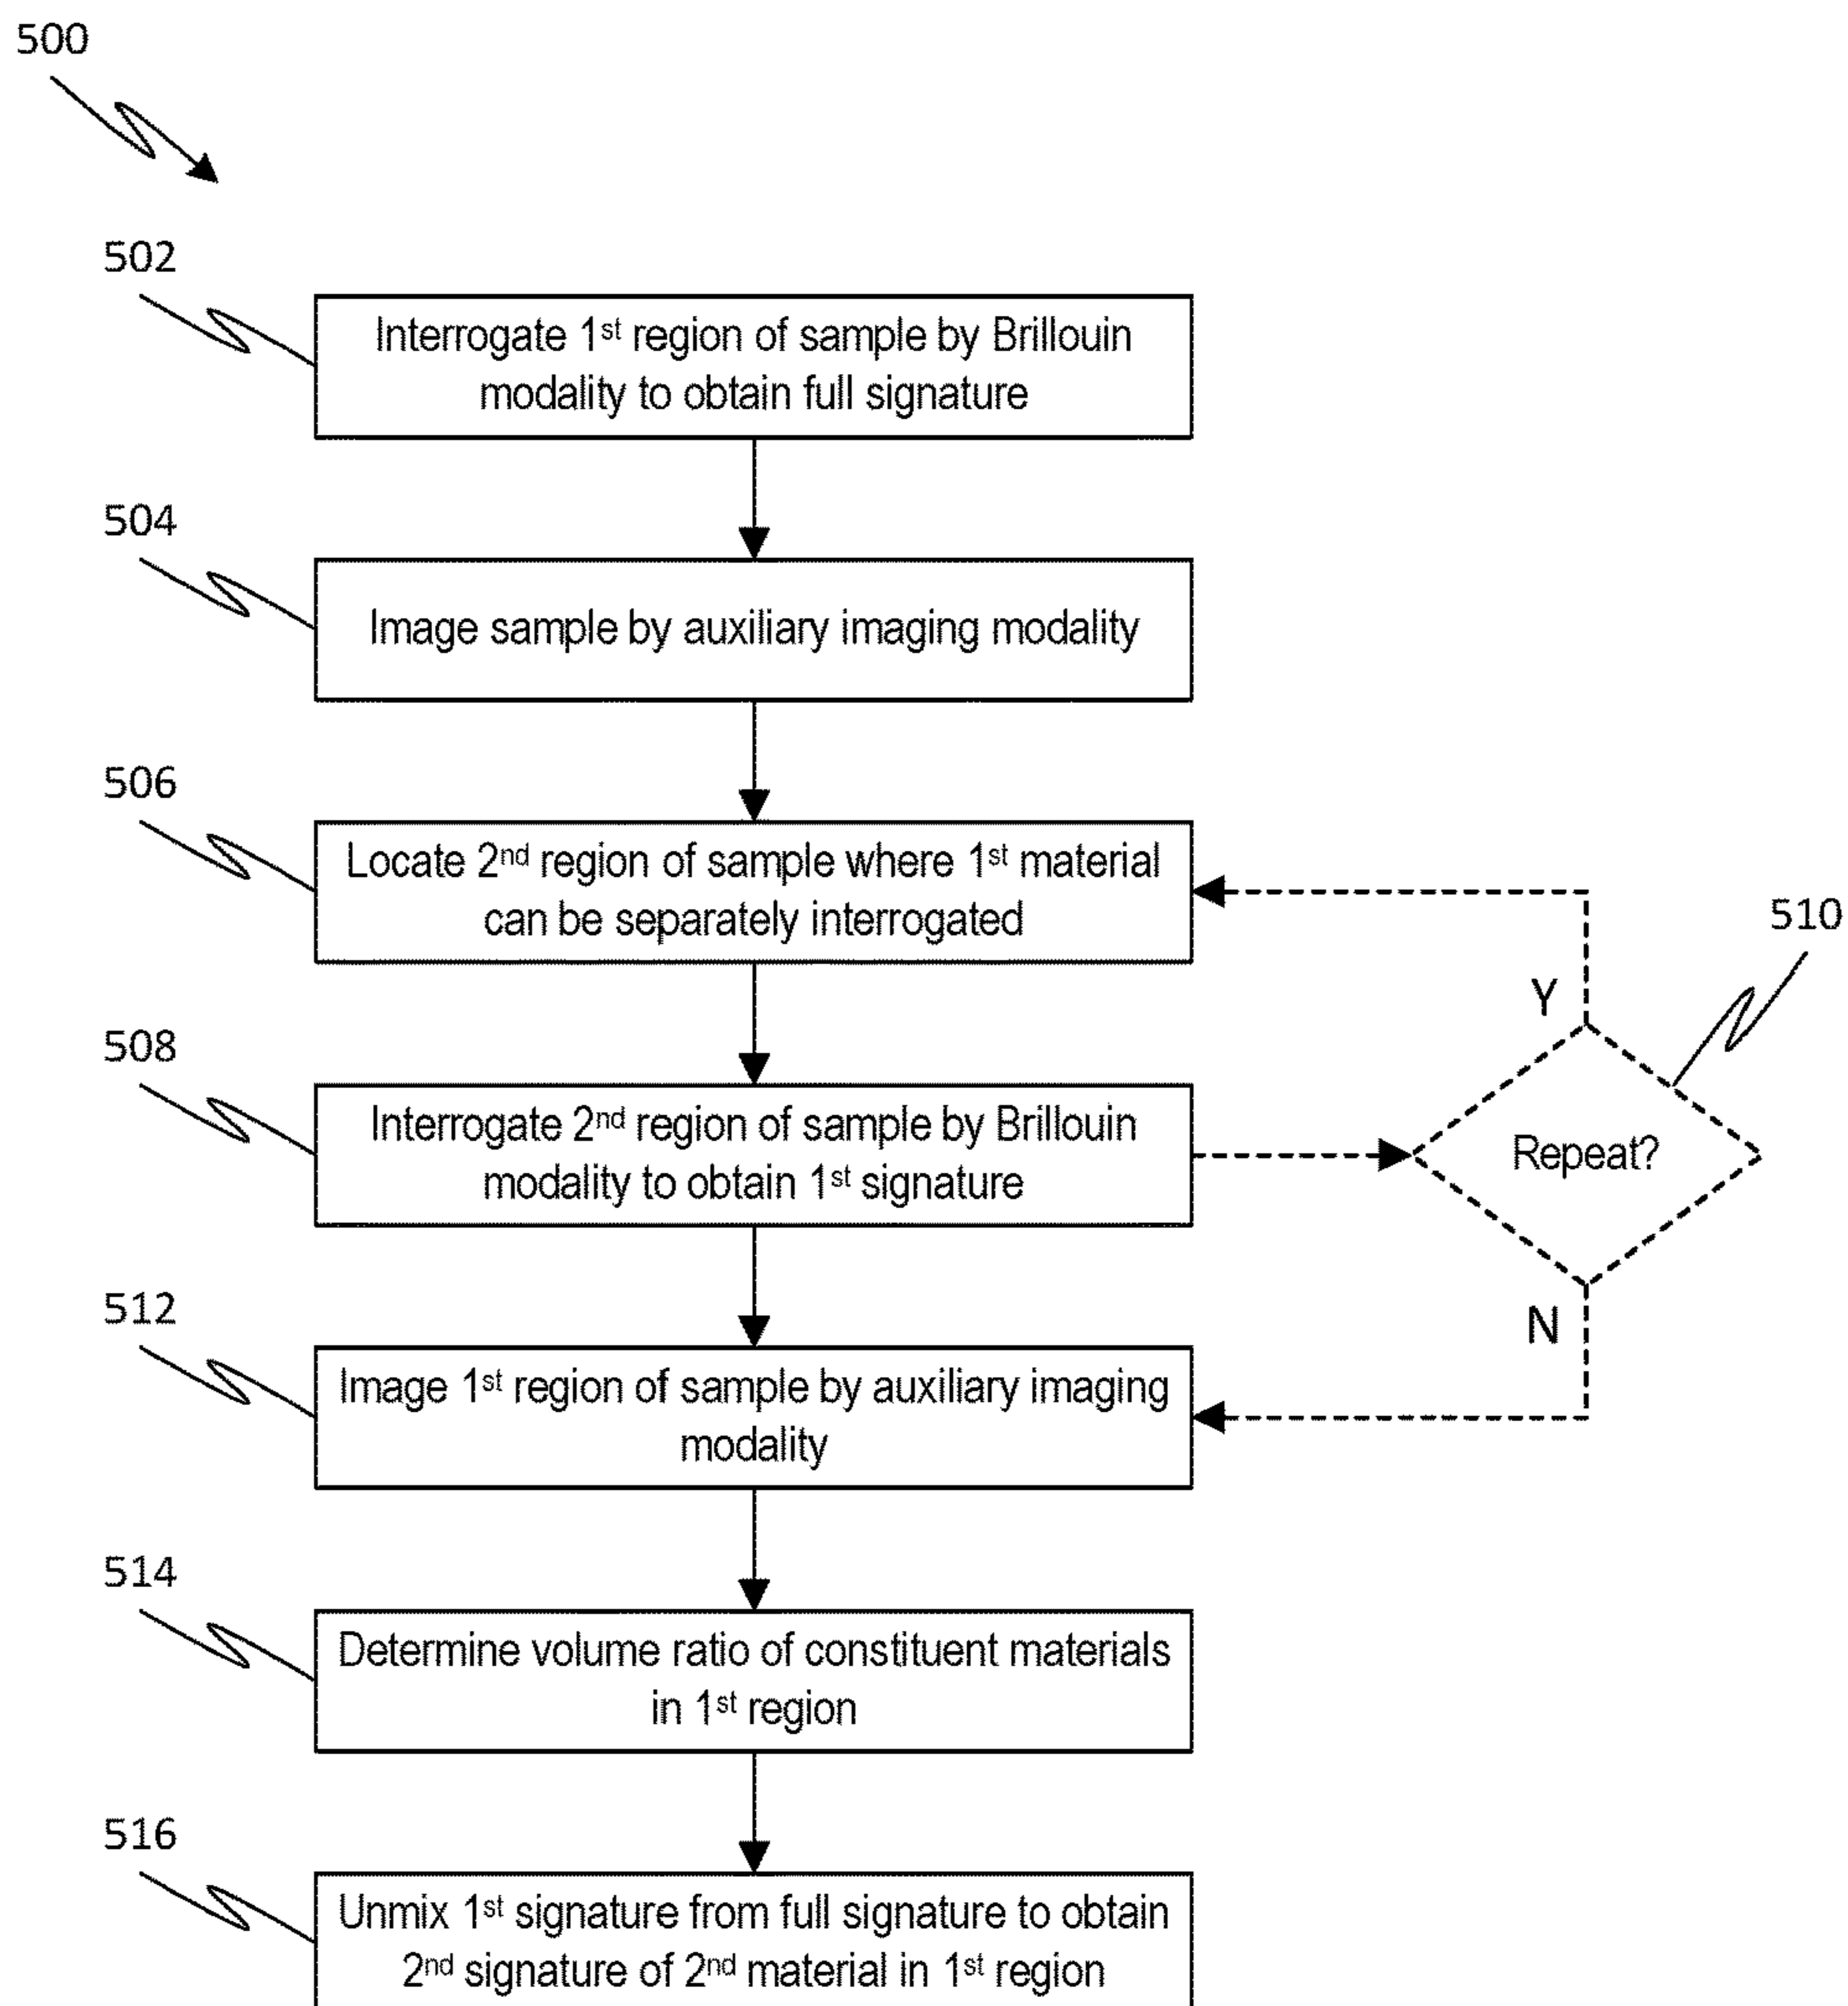 500
502
Interrogate 1st region of sample by Brillouin
modality to obtain full signature
504
Image sample by auxiliary imaging modality
506
Locate 2nd region of sample where 1st material
can be separately interrogated
510
508
Interrogate 2nd region of sample by Brillouin
modality to obtain 1st signature
Y
Repeat?
N
512
Image 1st region of sample by auxiliary imaging
modality
514
Determine volume ratio of constituent materials
in 1st region
516
Unmix 1st signature from full signature to obtain
2nd signature of 2nd material in 1st region